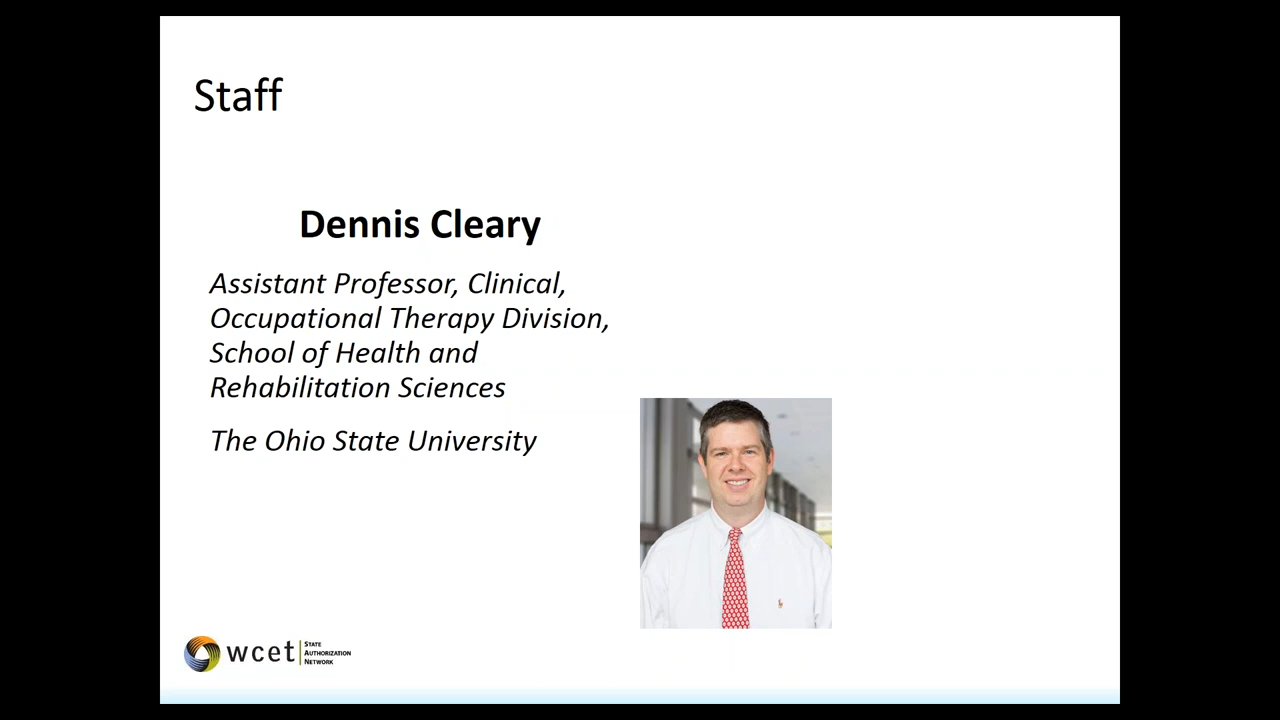 Staff
Dennis Cleary
Assistant Professor, Clinical,
Occupational Therapy Division,
School of Health and
Rehabilitation Sciences
The Ohio State University
wcet
STATE
AUTHORIZATION
NETWORK